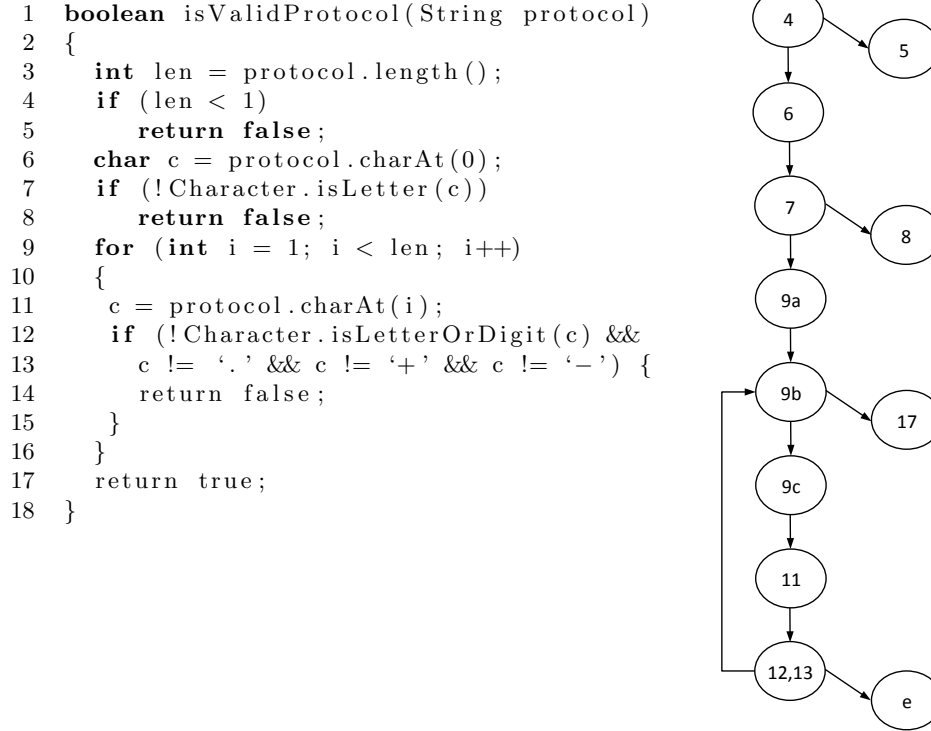 1 boolean isValidProtocol(String protocol)
2 {
3 int len = protocol.length();
4 if (len < 1)
5 return false;
6 char c = protocol.charAt(0);
7 if (!Character.isLetter(c))
8 return false;
9 for (int i = 1; i < len; i++)
10 {
11 c = protocol.charAt(i);
12 if (!Character.isLetterOrDigit(c) &&
13 c != ‘.’ && c != ‘+’ && c != ‘−’) {
14 return false;
15 }
16 }
17 return true;
18 }
4
5
6
7
8
9a
9b
17
9c
11
12,13
e